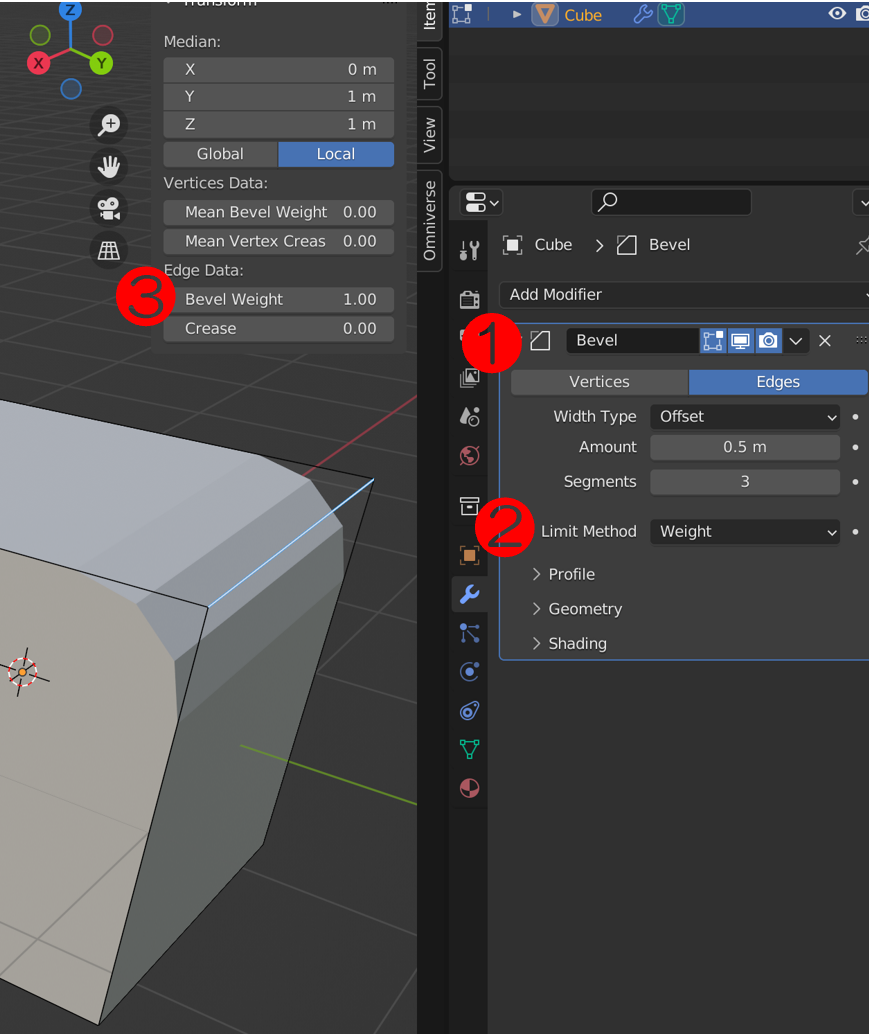 Transform
Z
X
Y
Median:
X 0 m
Y 1 m
Z 1 m
Global Local
Vertices Data:
Mean Bevel Weight 0.00
Mean Vertex Creas 0.00
Edge Data:
Bevel Weight 1.00
Crease 0.00
3
Item
Tool
View
Omniverse
Cube
Cube > Bevel
Add Modifier
1
Bevel
Vertices Edges
Width Type Offset
Amount 0.5 m
Segments 3
2
Limit Method Weight
Profile
Geometry
Shading